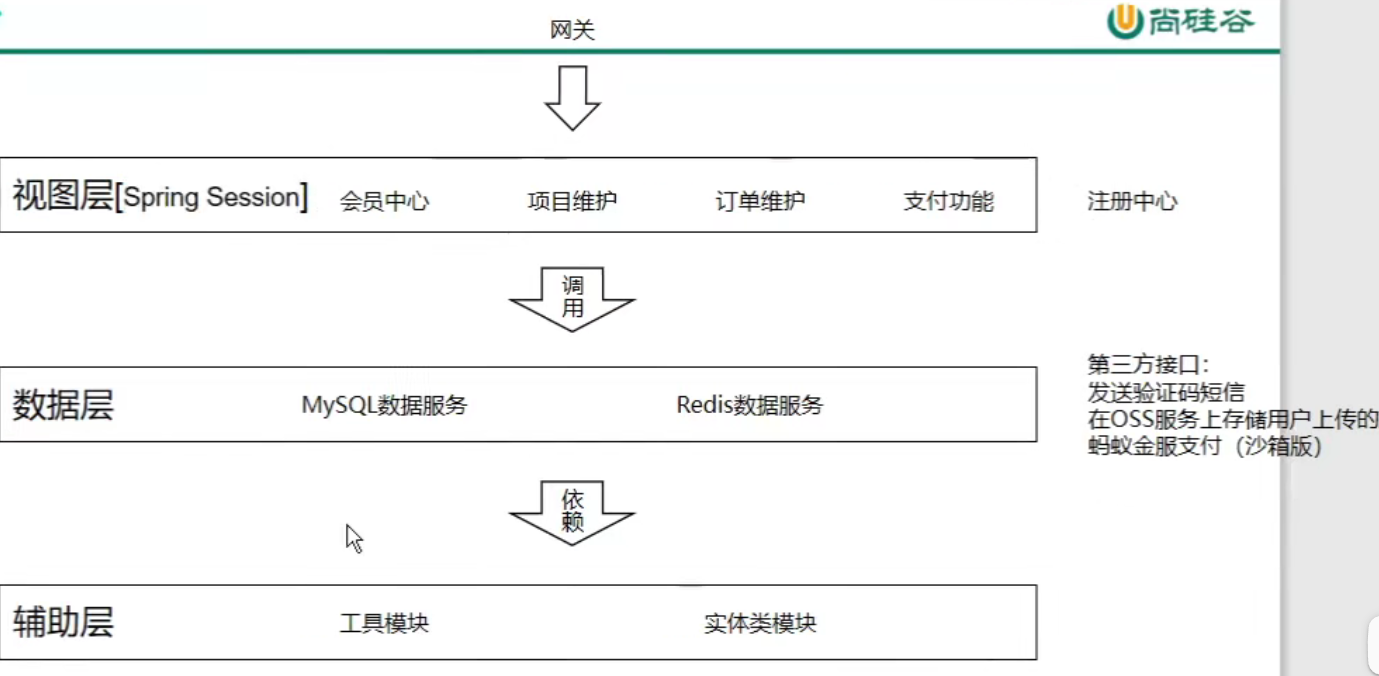 网关
尚硅谷
视图层[Spring Session] 会员中心 项目维护 订单维护 支付功能 注册中心
调
用
第三方接口：
发送验证码短信
在OSS服务上存储用户上传的
蚂蚁金服支付（沙箱版）
数据层 MySQL数据服务 Redis数据服务
依
赖
辅助层 工具模块 实体类模块